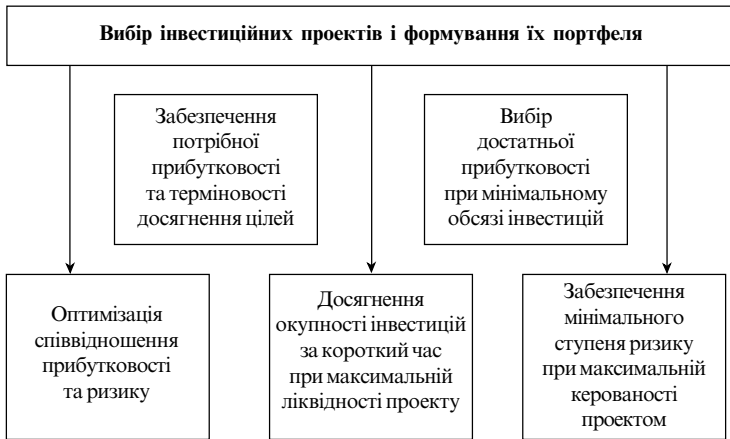 Вибір інвестиційних проектів і формування їх портфеля
Забезпечення
потрібної
прибутковості
та терміновості
досягнення цілей
Вибір
достатньої
прибутковості
при мінімальному
обсязі інвестицій
Оптимізація
співвідношення
прибутковості
та ризику
Досягнення
окупності інвестицій
за короткий час
при максимальній
ліквідності проекту
Забезпечення
мінімального
ступеня ризику
при максимальній
керованості
проектом